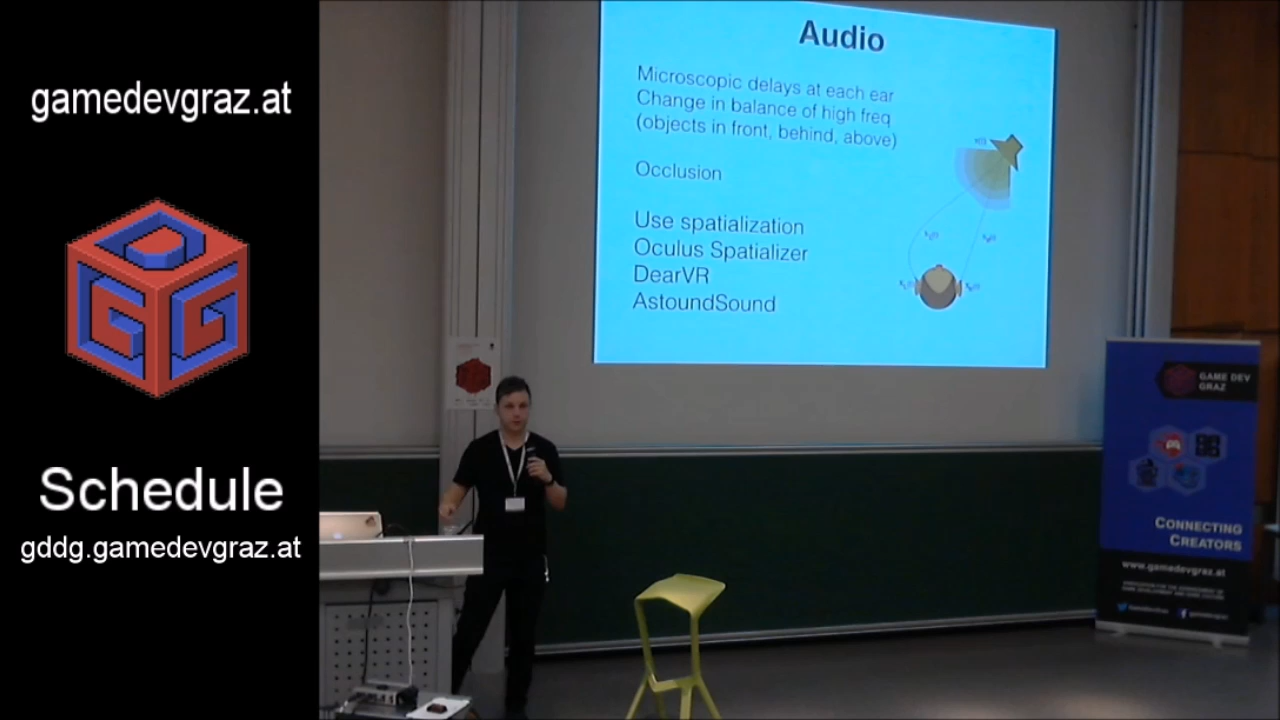 gamedevgraz.at
Schedule
gddg.gamedevgraz.at
Audio
Microscopic delays at each ear
Change in balance of high freq
(objects in front, behind, above)
Occlusion
Use spatialization
Oculus Spatializer
DearVR
AstoundSound
GAME DEV
GRAZ
CONNECTING
CREATORS
www.gamedevgraz.at